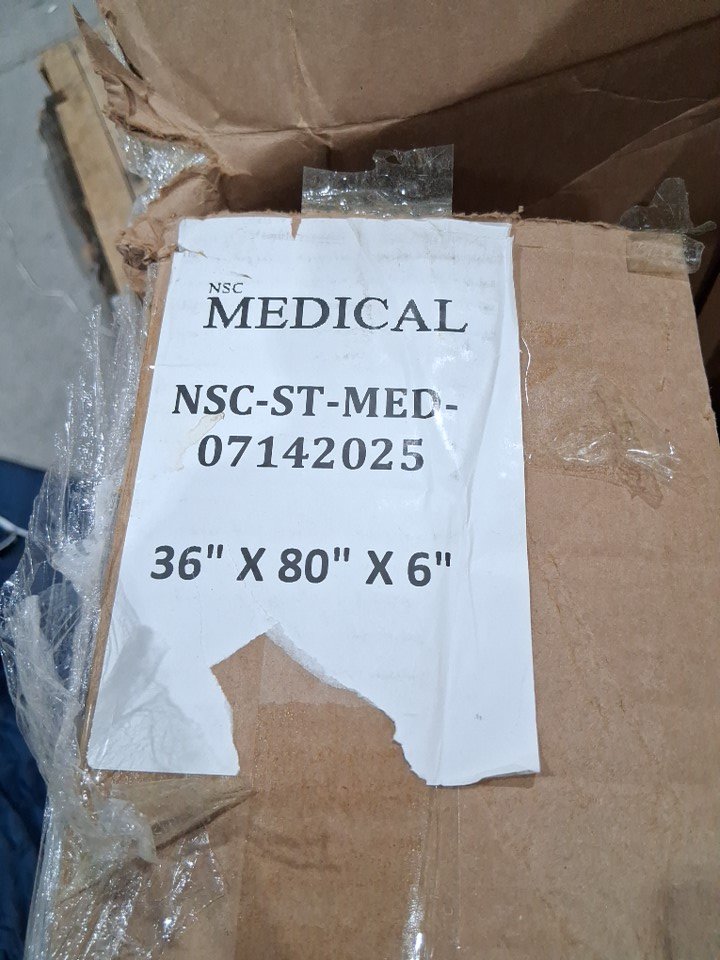 NSC
MEDICAL
NSC-ST-MED-
07142025
36" X 80" X 6"